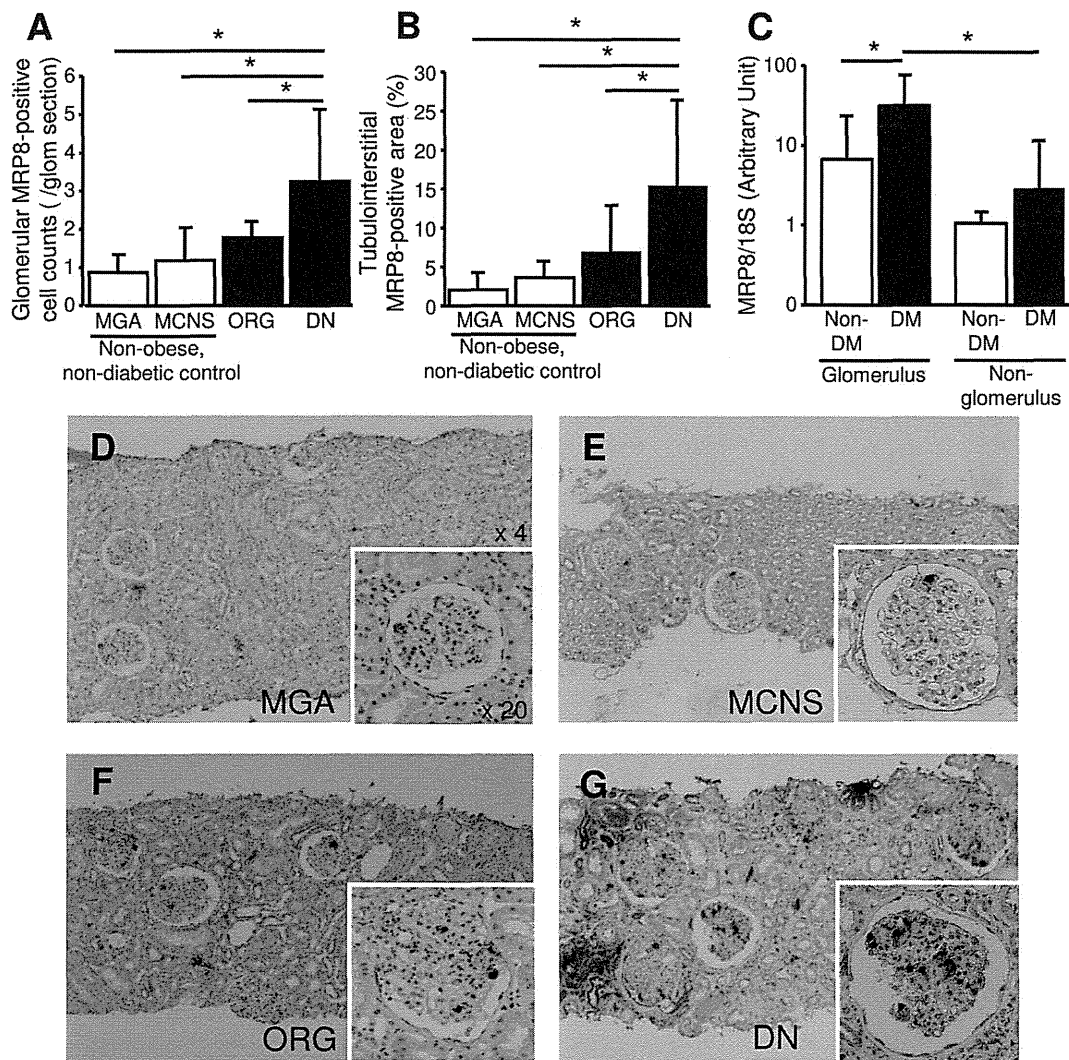 A
Glomerular MRP8-positive
cell counts ( /glom section)
6
5
4
3
2
1
0
*
*
*
MGA MCNS ORG DN
Non-obese,
non-diabetic control
B
Tubulointerstitial
MRP8-positive area (%)
30
25
20
15
10
5
0
*
*
*
MGA MCNS ORG DN
Non-obese,
non-diabetic control
C
MRP8/18S (Arbitrary Unit)
100
10
1
0
*
*
Non-
DM
DM
Non-
DM
DM
Glomerulus
Non-
glomerulus
D
x 4
x 20
MGA
E
MCNS
F
ORG
G
DN